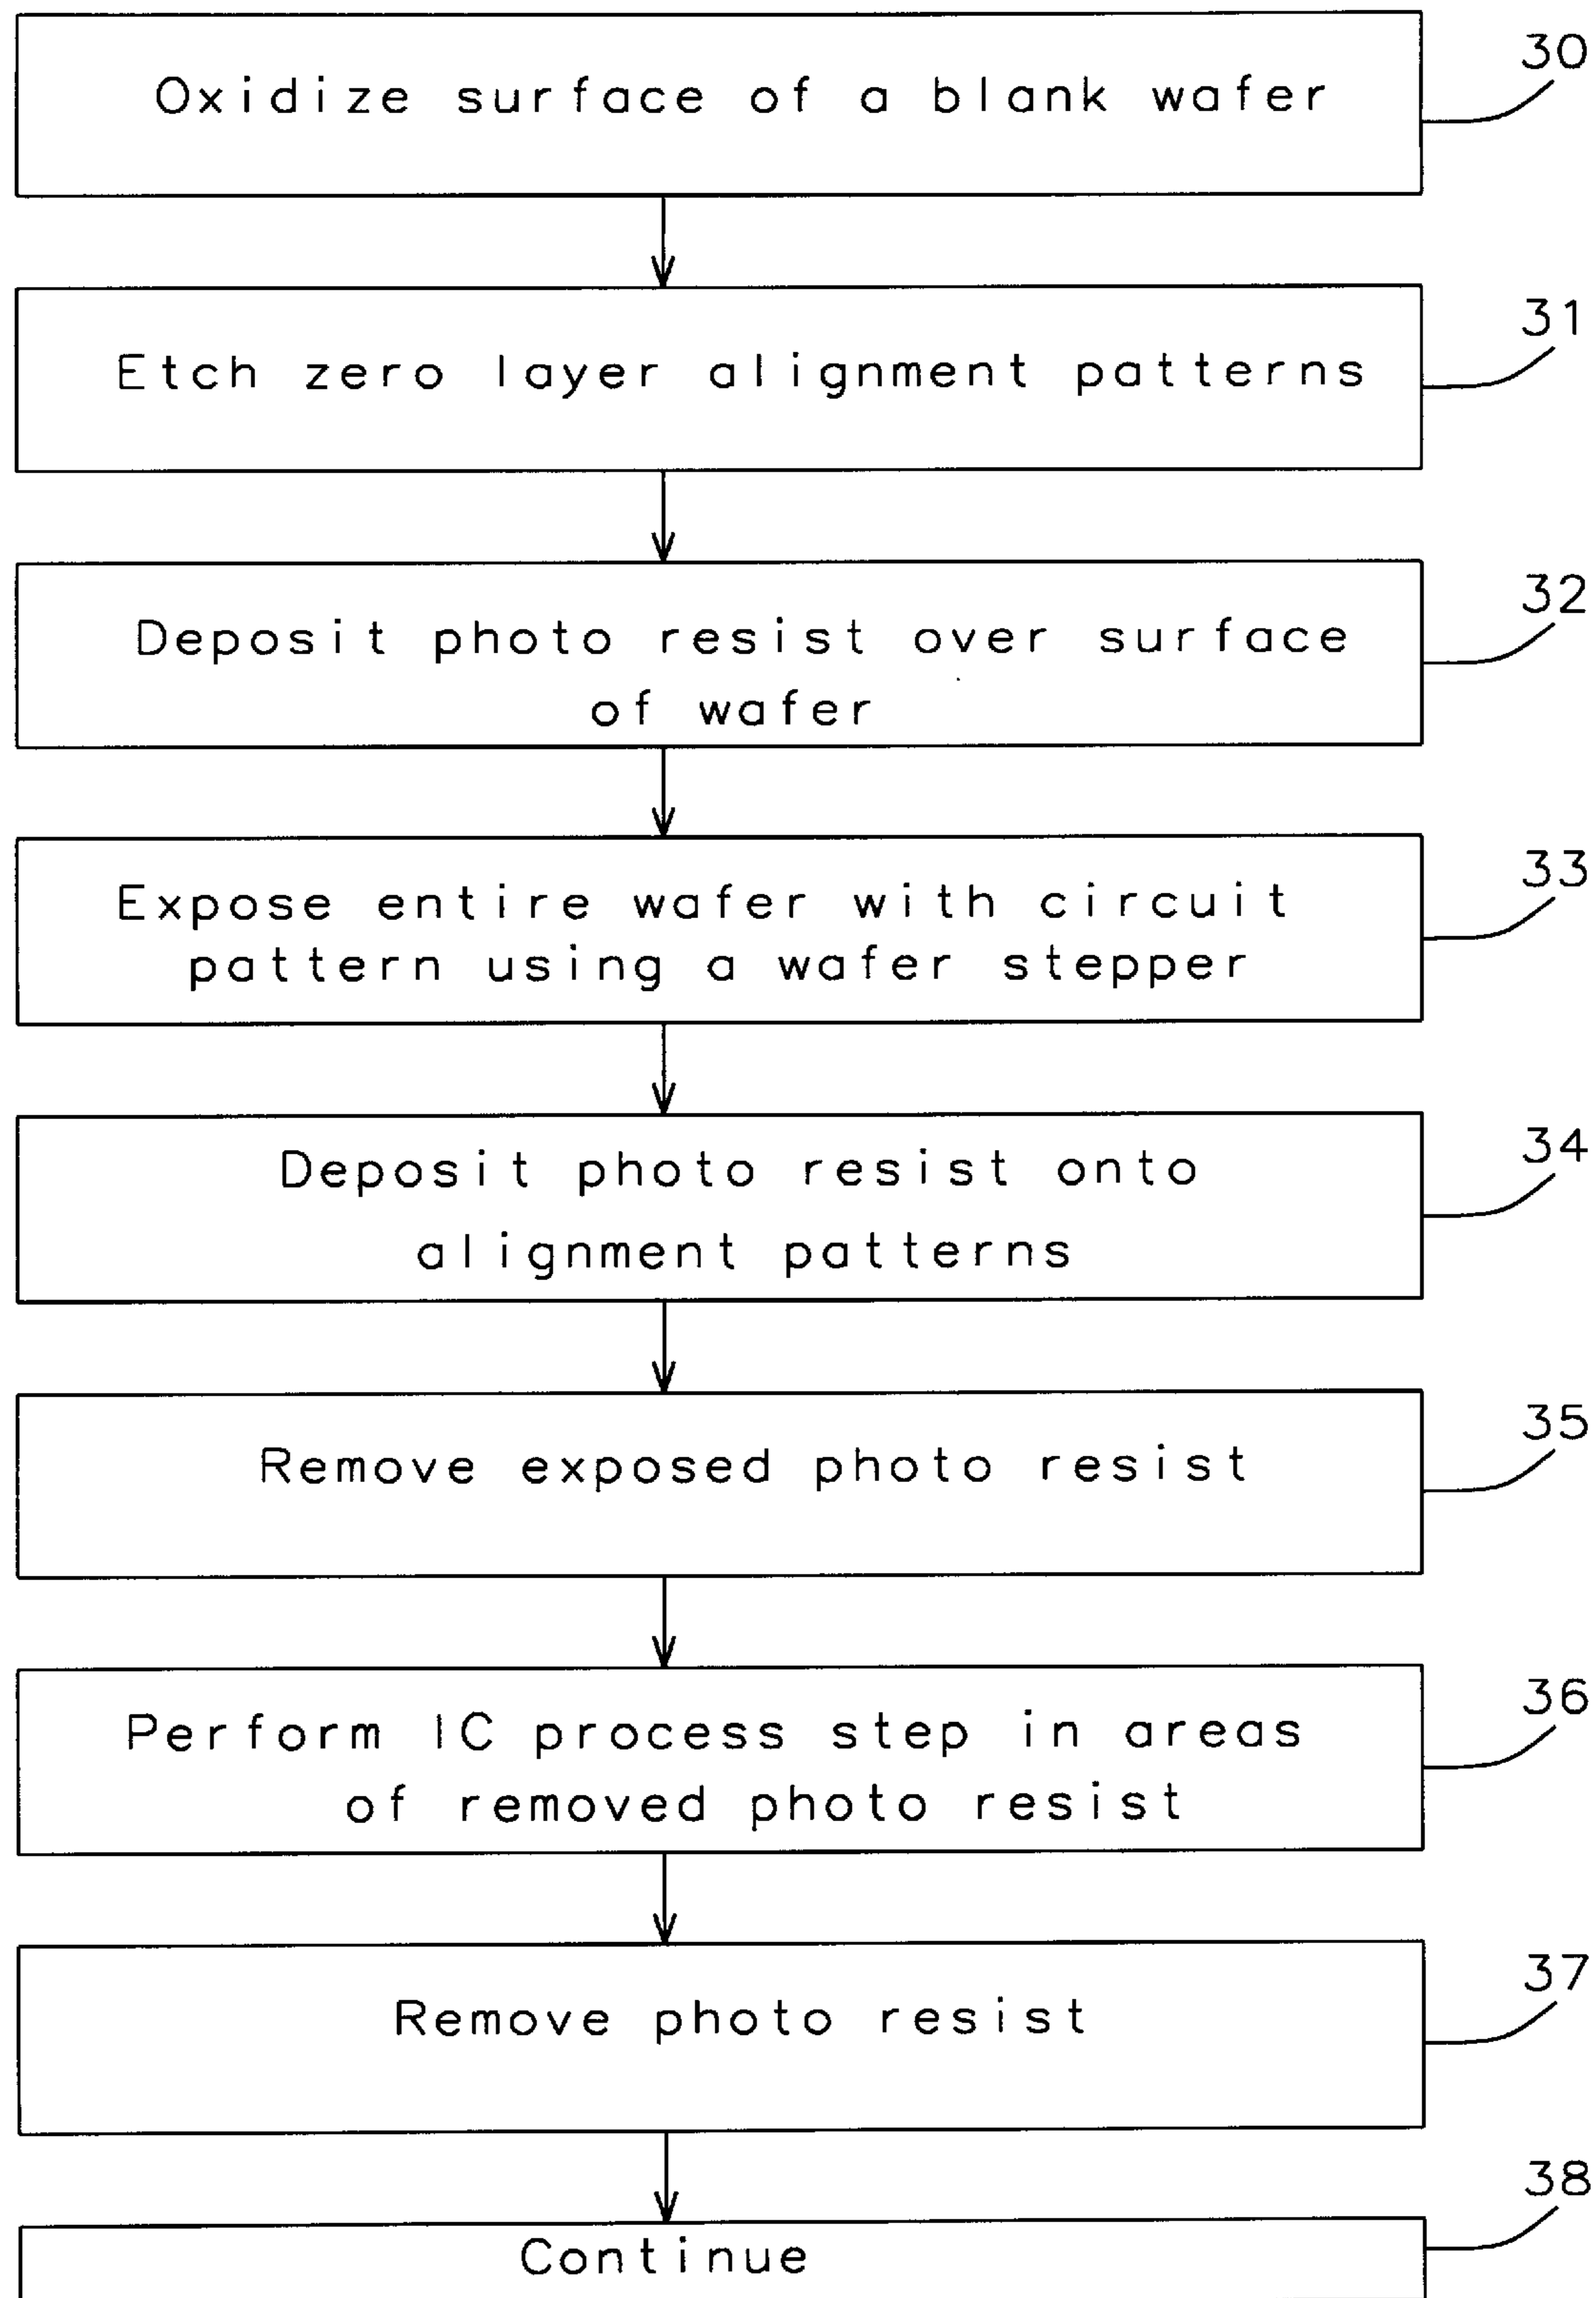 Oxidize surface of a blank wafer
30
Etch zero layer alignment patterns
31
Deposit photo resist over surface
of wafer
32
Expose entire wafer with circuit
pattern using a wafer stepper
33
Deposit photo resist onto
alignment patterns
34
Remove exposed photo resist
35
Perform IC process step in areas
of removed photo resist
36
Remove photo resist
37
Continue
38